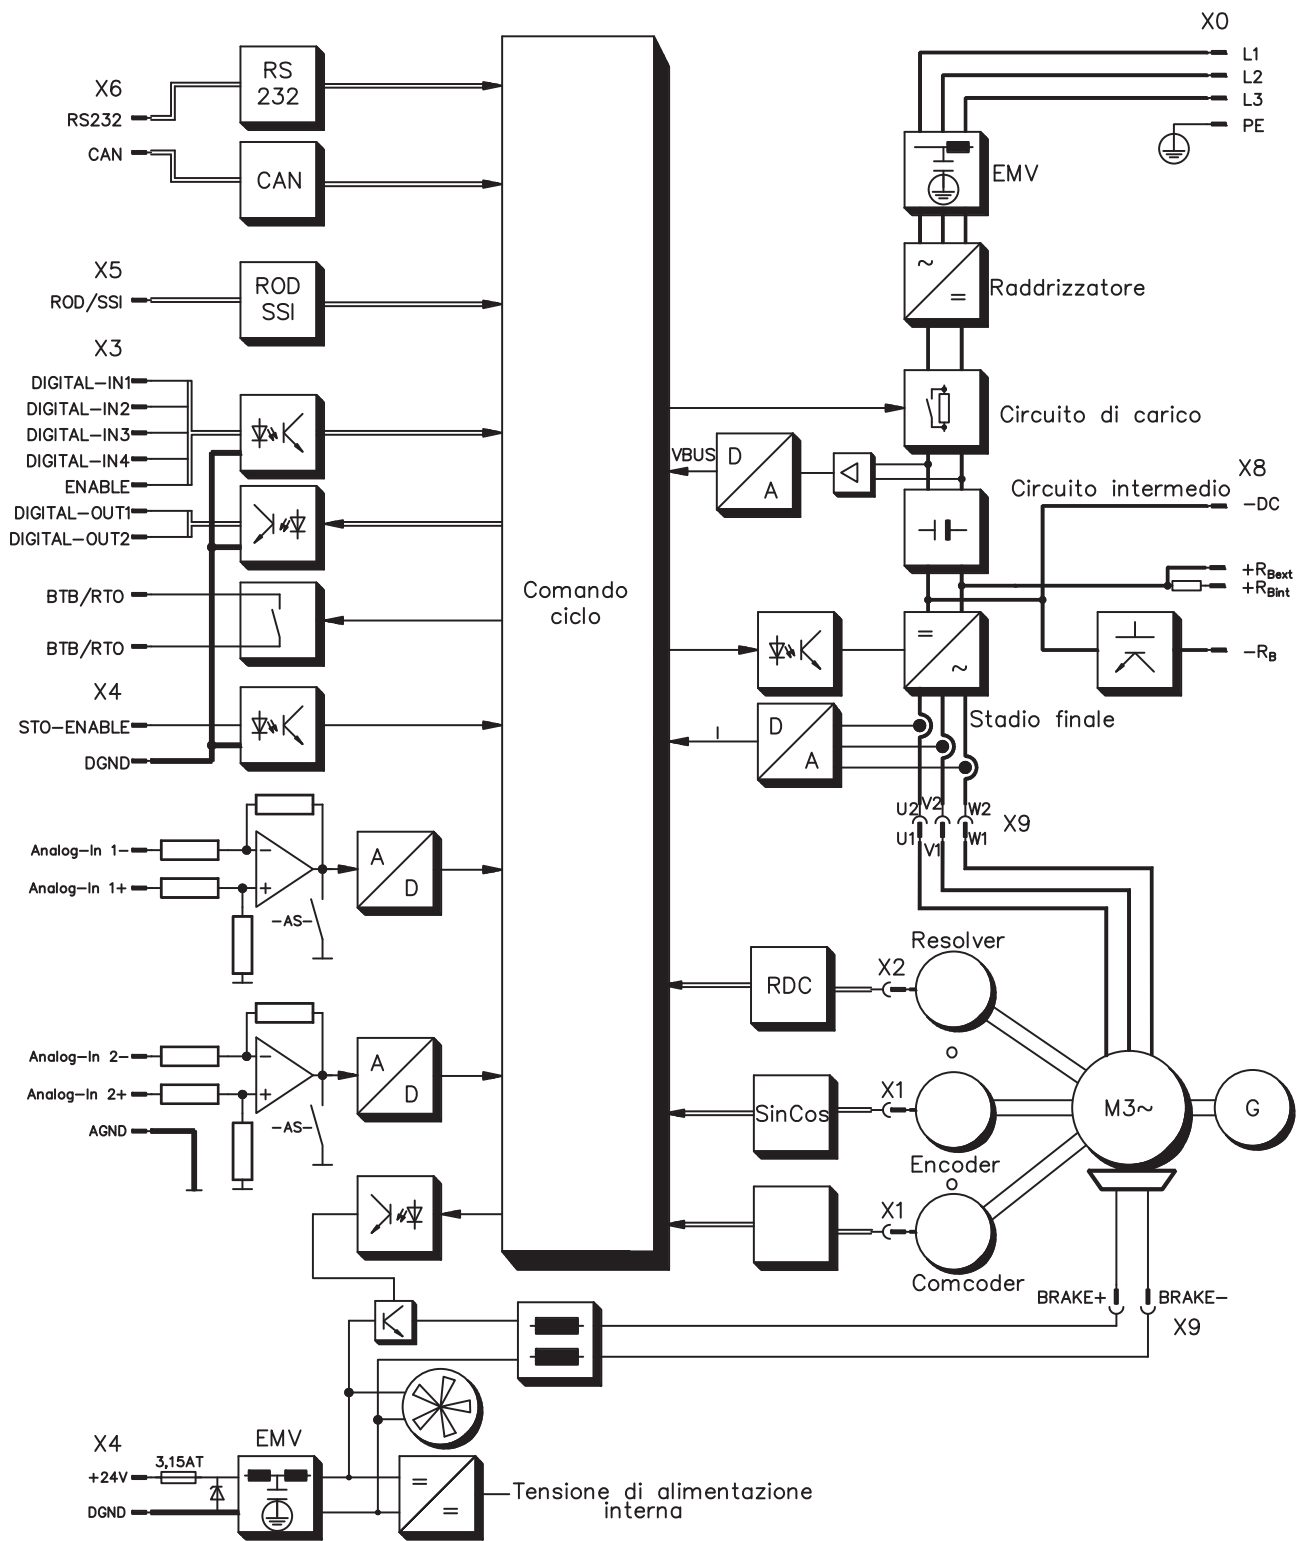 X0
L1
L2
L3
PE
EMV
Raddrizzatore
Circuito di carico
X6
RS232
CAN
RS
232
CAN
X5
ROD/SSI
ROD
SSI
X3
DIGITAL-IN1
DIGITAL-IN2
DIGITAL-IN3
DIGITAL-IN4
ENABLE
DIGITAL-OUT1
DIGITAL-OUT2
BTB/RTO
BTB/RTO
X4
STO-ENABLE
DGND
Comando
ciclo
VBUS
D
A
Circuito intermedio
X8
-DC
+RBext
+RBint
-RB
Stadio finale
I
D
A
U2
V2
W2
X9
U1
V1
W1
Analog-In 1-
Analog-In 1+
-AS-
A
D
Analog-In 2-
Analog-In 2+
AGND
-AS-
A
D
Resolver
X2
RDC
X1
SinCos
Encoder
X1
Comcoder
M3~
G
BRAKE+
BRAKE-
X9
X4
3,15AT
+24V
DGND
EMV
Tensione di alimentazione
interna